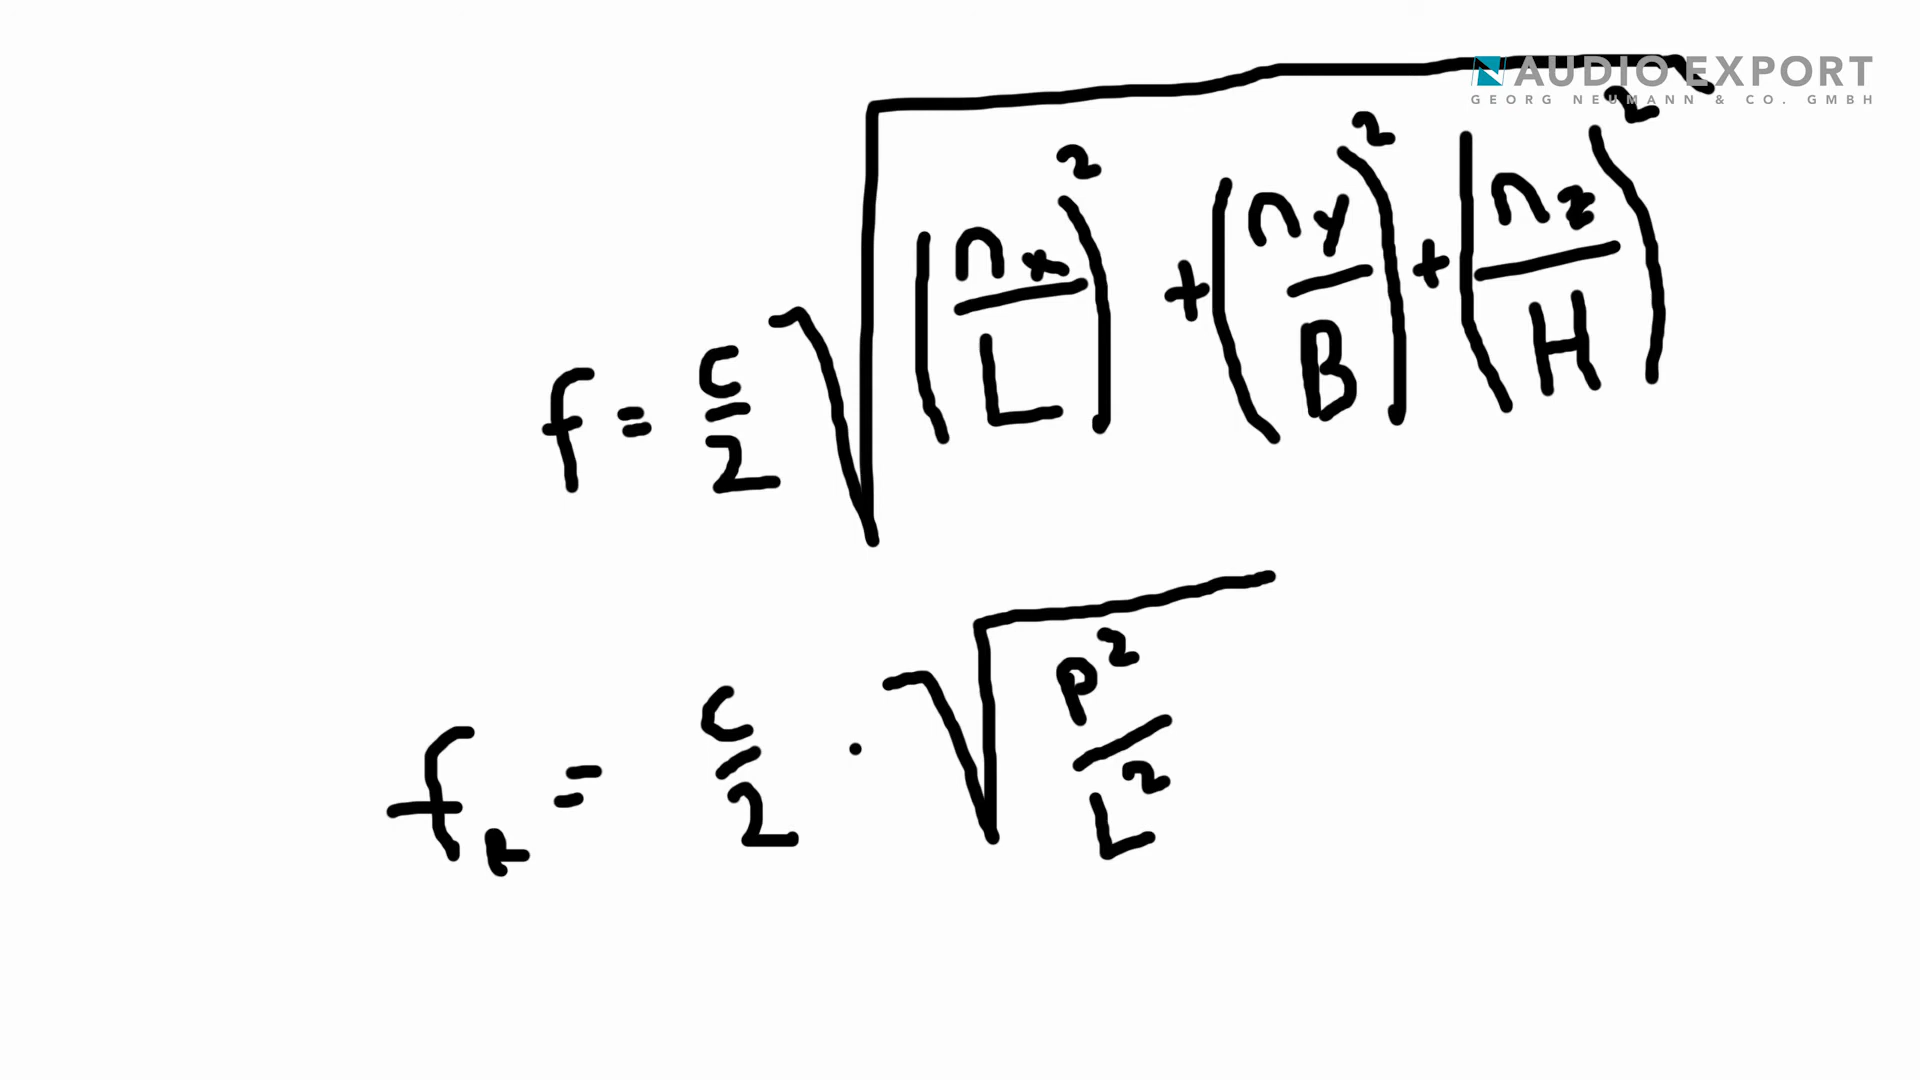 AUDIO EXPORT
GEORG NEUMANN & CO. GMBH
f = c/2 √((nx/L)² + (ny/B)² + (nz/H)²)
fR = c/2 · √(p²/L²)